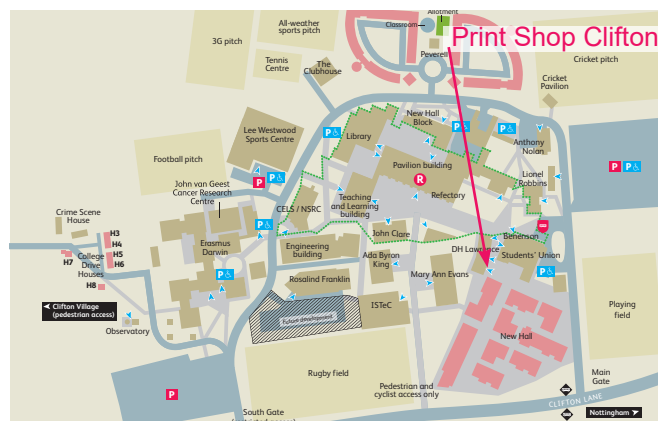 Allotment
Classroom
Print Shop Clifton
All-weather
sports pitch
3G pitch
Peverell
Cricket pitch
Tennis
Centre
The
Clubhouse
Cricket
Pavilion
New Hall
Block
P
P
P
Lee Westwood
Sports Centre
Library
Anthony
Nolan
Football pitch
Pavilion building
P P
P
P
R
Lionel
Robbins
John van Geest
Cancer Research
Centre
Teaching
and Learning
building
Refectory
CELS / NSRC
Crime Scene
House
P
H3
H4
H5
H6
H7
H8
College
Drive
Houses
Erasmus
Darwin
Engineering
building
John Clare
Benenson
DH Lawrence
Students' Union
Ada Byron
King
Mary Ann Evans
P
P
Rosalind Franklin
Clifton Village
(pedestrian access)
ISTeC
Playing
field
Observatory
Future development
New Hall
Rugby field
Main
Gate
P
Pedestrian and
cyclist access only
CLIFTON LANE
South Gate
Nottingham